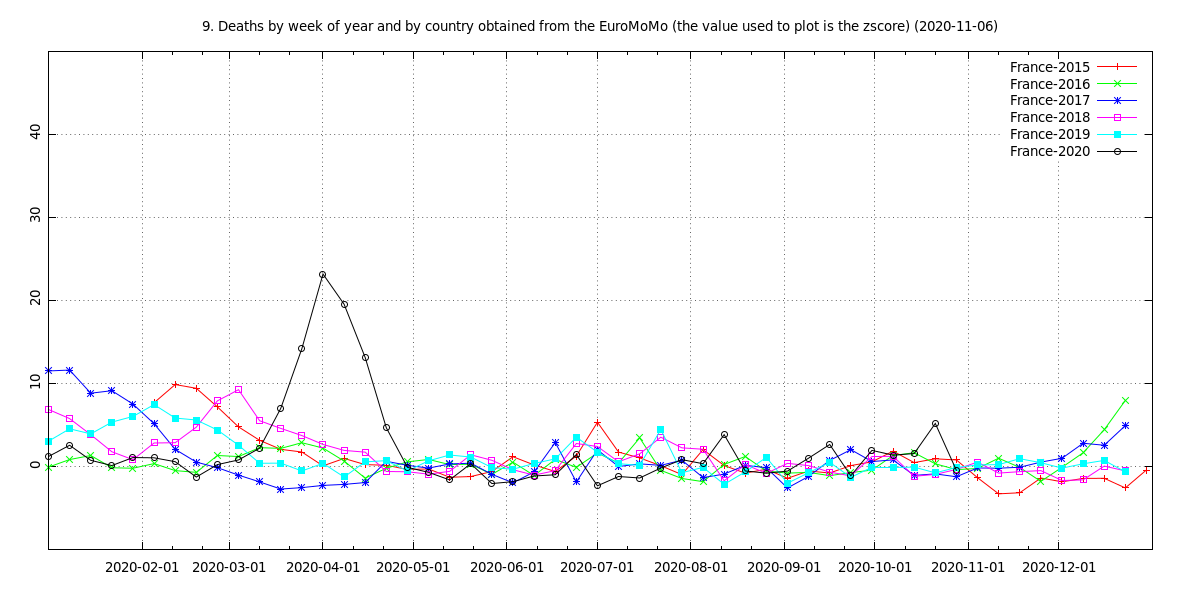 9. Deaths by week of year and by country obtained from the EuroMoMo (the value used to plot is the zscore) (2020-11-06)
France-2015
France-2016
France-2017
France-2018
France-2019
France-2020
40
30
20
10
0
2020-02-01 2020-03-01 2020-04-01 2020-05-01 2020-06-01 2020-07-01 2020-08-01 2020-09-01 2020-10-01 2020-11-01 2020-12-01